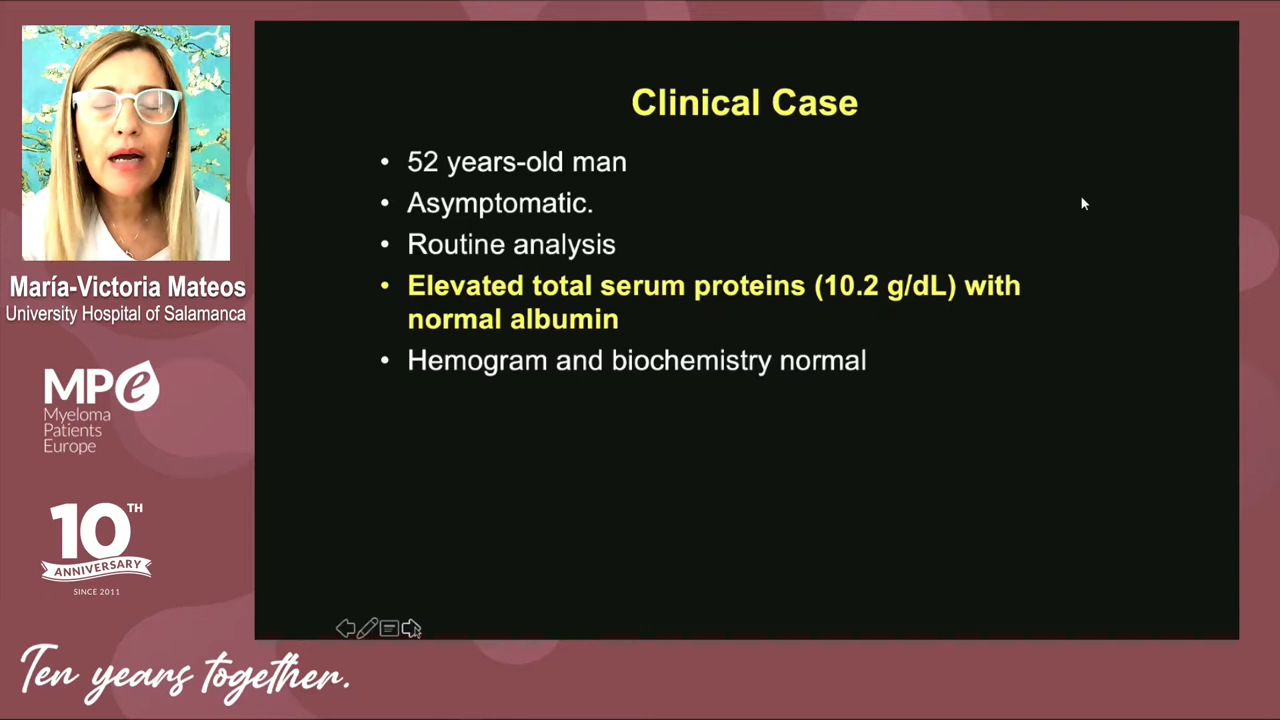 Clinical Case
• 52 years-old man
• Asymptomatic.
• Routine analysis
• Elevated total serum proteins (10.2 g/dL) with
normal albumin
• Hemogram and biochemistry normal
María-Victoria Mateos
University Hospital of Salamanca
MPe
Myeloma
Patients
Europe
10TH
ANNIVERSARY
SINCE 2011
Ten years together.